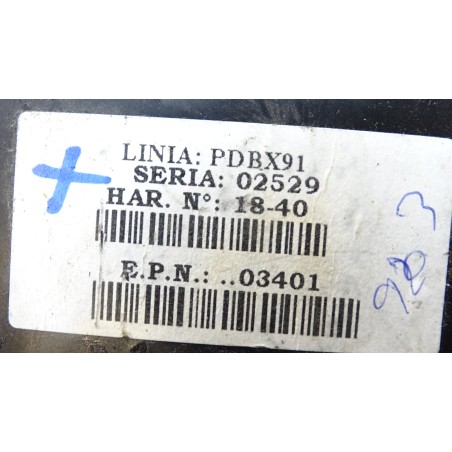 LINIA: PDBX91
SERIA: 02529
HAR. N°: 18-40
E.P.N.: ..03401